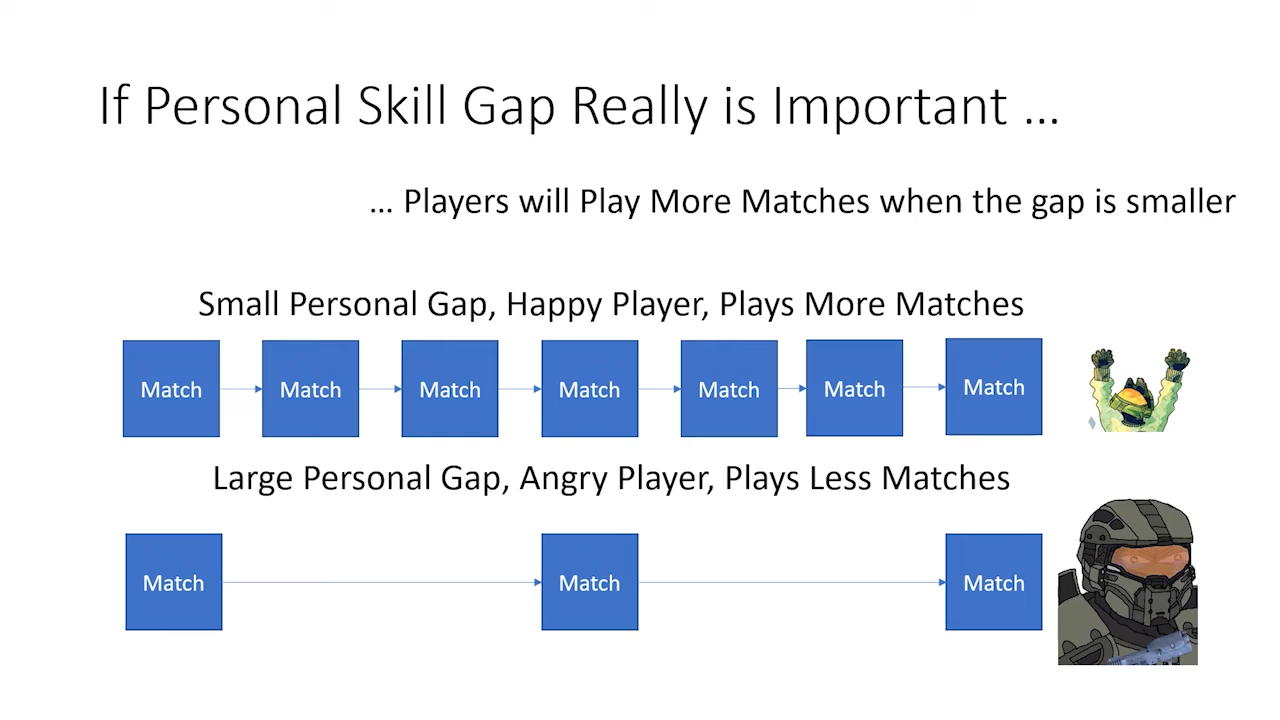 If Personal Skill Gap Really is Important ...
... Players will Play More Matches when the gap is smaller
Small Personal Gap, Happy Player, Plays More Matches
Match Match Match Match Match Match Match
Large Personal Gap, Angry Player, Plays Less Matches
Match Match Match